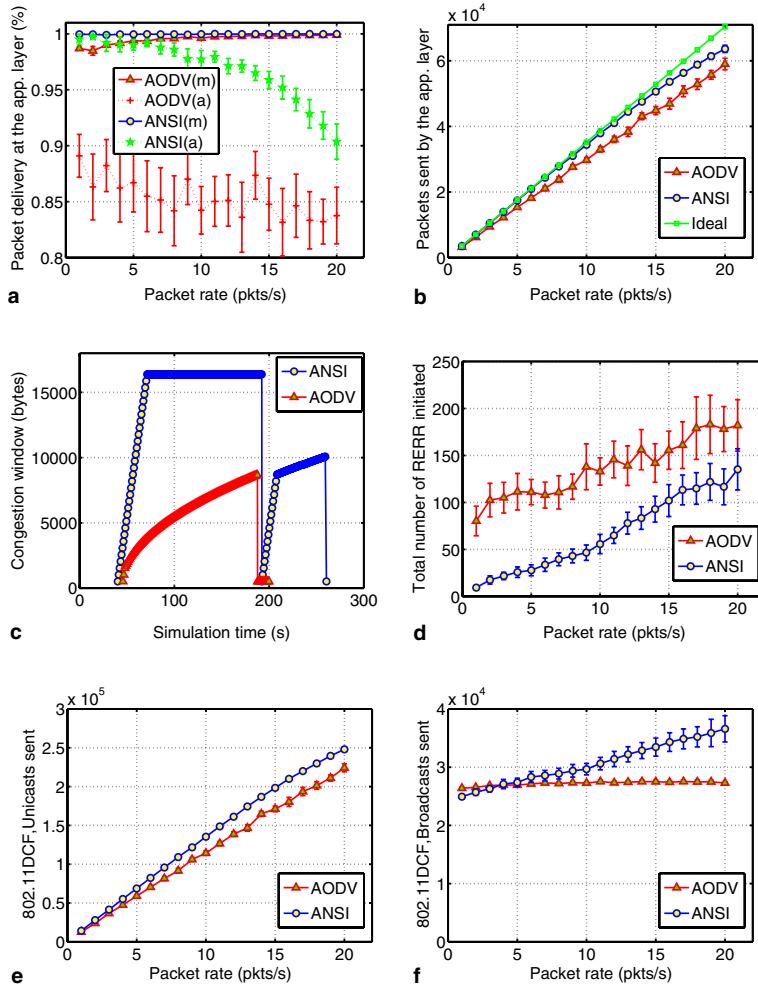 Packet delivery at the app. layer (%)
1
0.95
0.9
0.85
0.8
0 5 10 15 20
AODV(m)
AODV(a)
ANSI(m)
ANSI(a)
Packet rate (pkts/s)
a
x 10^4
Packets sent by the app. layer
6
4
2
0
0 5 10 15 20
AODV
ANSI
Ideal
Packet rate (pkts/s)
b
Congestion window (bytes)
15000
10000
5000
0
0 100 200 300
ANSI
AODV
Simulation time (s)
c
Total number of RERR initiated
250
200
150
100
50
0
0 5 10 15 20
AODV
ANSI
Packet rate (pkts/s)
d
x 10^5
802.11DCF,Unicasts sent
3
2.5
2
1.5
1
0.5
0
0 5 10 15 20
AODV
ANSI
Packet rate (pkts/s)
e
x 10^4
802.11DCF,Broadcasts sent
4
3
2
1
0
0 5 10 15 20
AODV
ANSI
Packet rate (pkts/s)
f